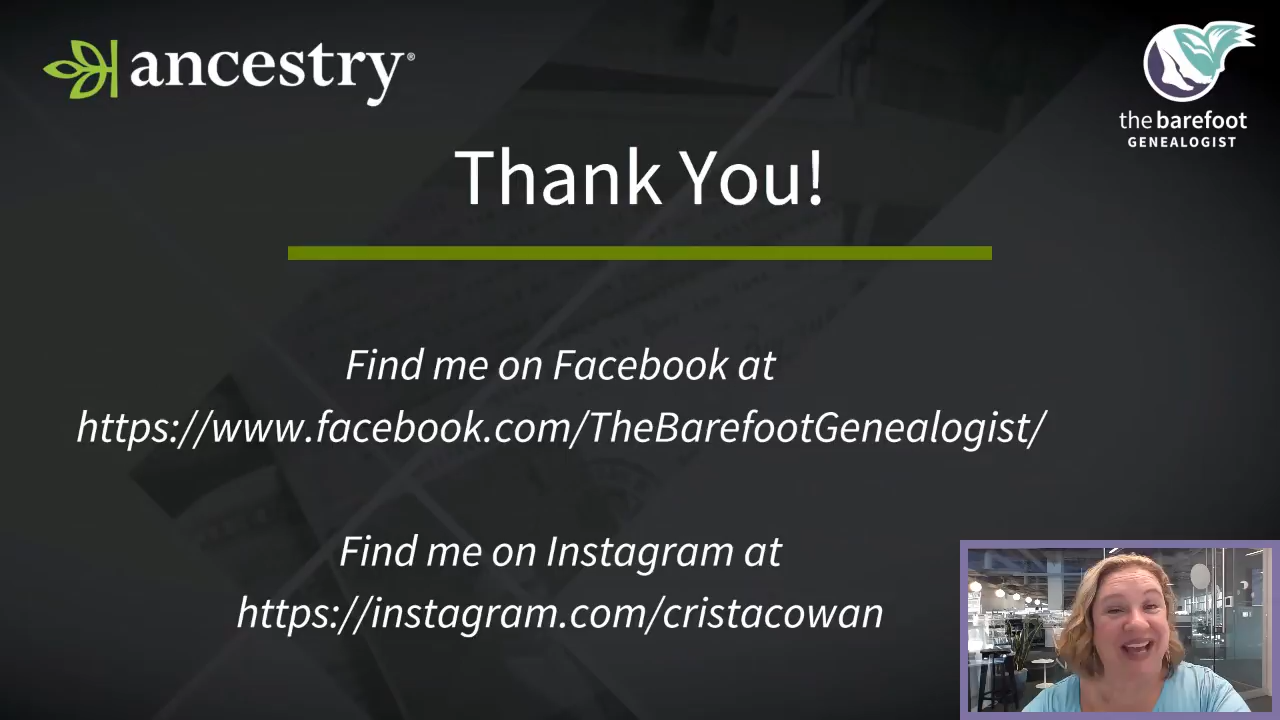 ancestry®
the barefoot
GENEALOGIST
Thank You!
Find me on Facebook at
https://www.facebook.com/TheBarefootGenealogist/
Find me on Instagram at
https://instagram.com/cristacowan